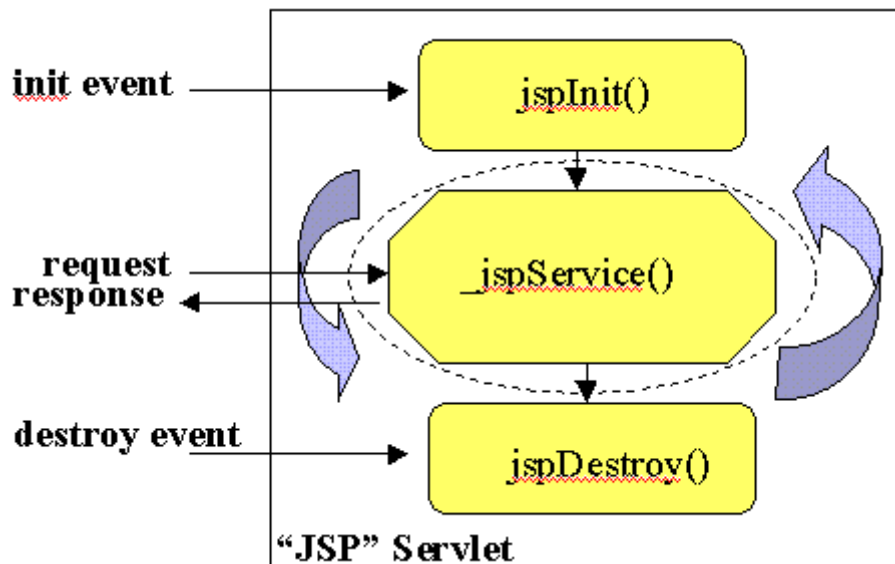 init event
jspInit()
request
response
_jspService()
destroy event
jspDestroy()
“JSP” Servlet